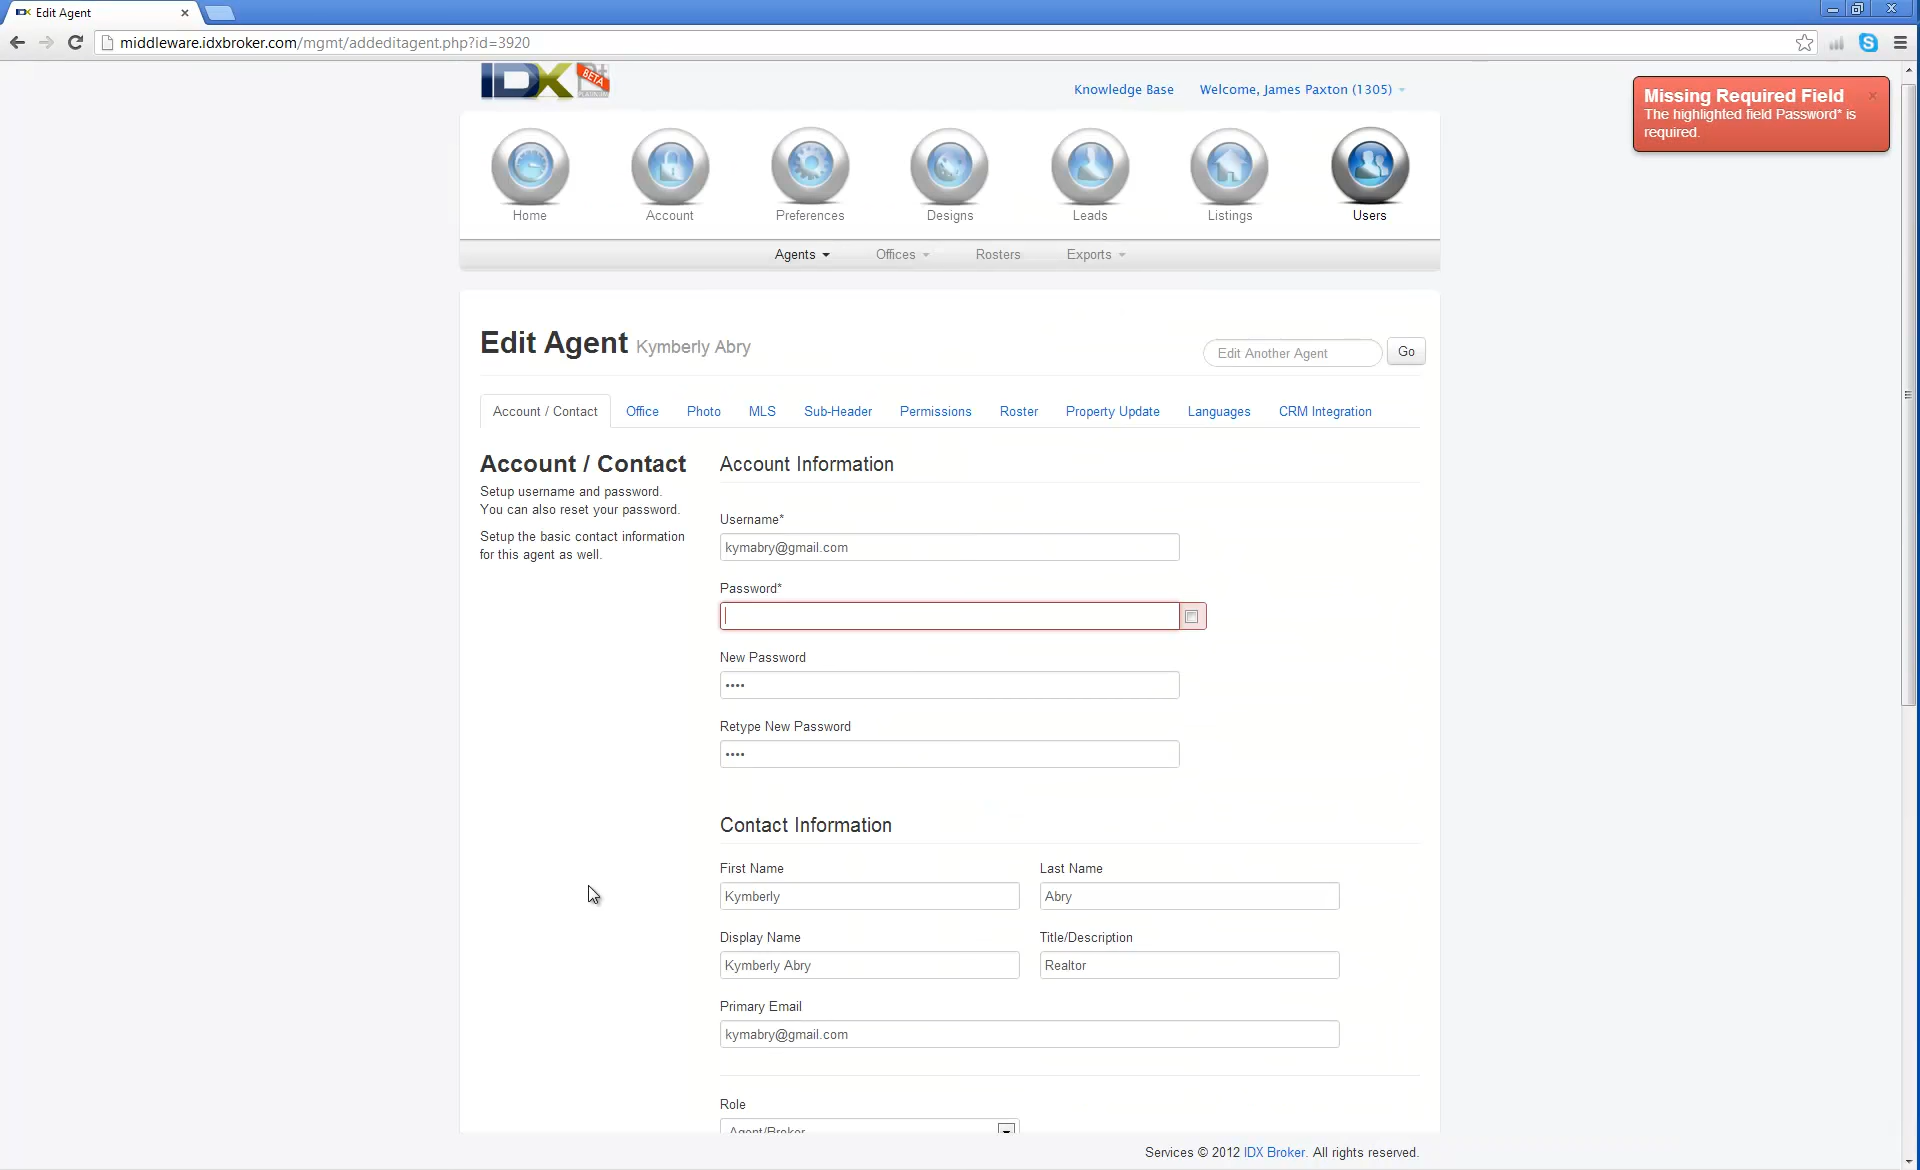 Edit Agent
middleware.idxbroker.com/mgmt/addeditagent.php?id=3920
IDX
BETA
PLATINUM
Knowledge Base
Welcome, James Paxton (1305)
Missing Required Field
The highlighted field Password* is
required.
Home
Account
Preferences
Designs
Leads
Listings
Users
Agents
Offices
Rosters
Exports
Edit Agent Kymberly Abry
Edit Another Agent
Go
Account / Contact
Office
Photo
MLS
Sub-Header
Permissions
Roster
Property Update
Languages
CRM Integration
Account / Contact
Setup username and password.
You can also reset your password.
Setup the basic contact information
for this agent as well.
Account Information
Username*
kymabry@gmail.com
Password*
New Password
••••
Retype New Password
••••
Contact Information
First Name
Last Name
Kymberly
Abry
Display Name
Title/Description
Kymberly Abry
Realtor
Primary Email
kymabry@gmail.com
Role
Agent/Broker
Services © 2012 IDX Broker. All rights reserved.